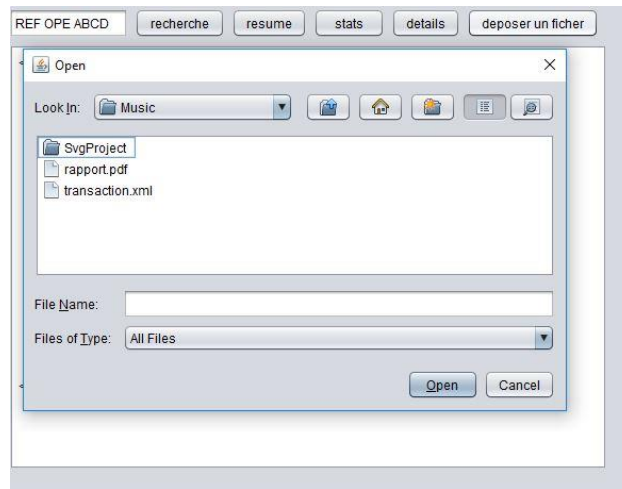 REF OPE ABCD recherche resume stats details deposer un ficher
Open
Look In: Music
SvgProject
rapport.pdf
transaction.xml
File Name:
Files of Type: All Files
Open Cancel